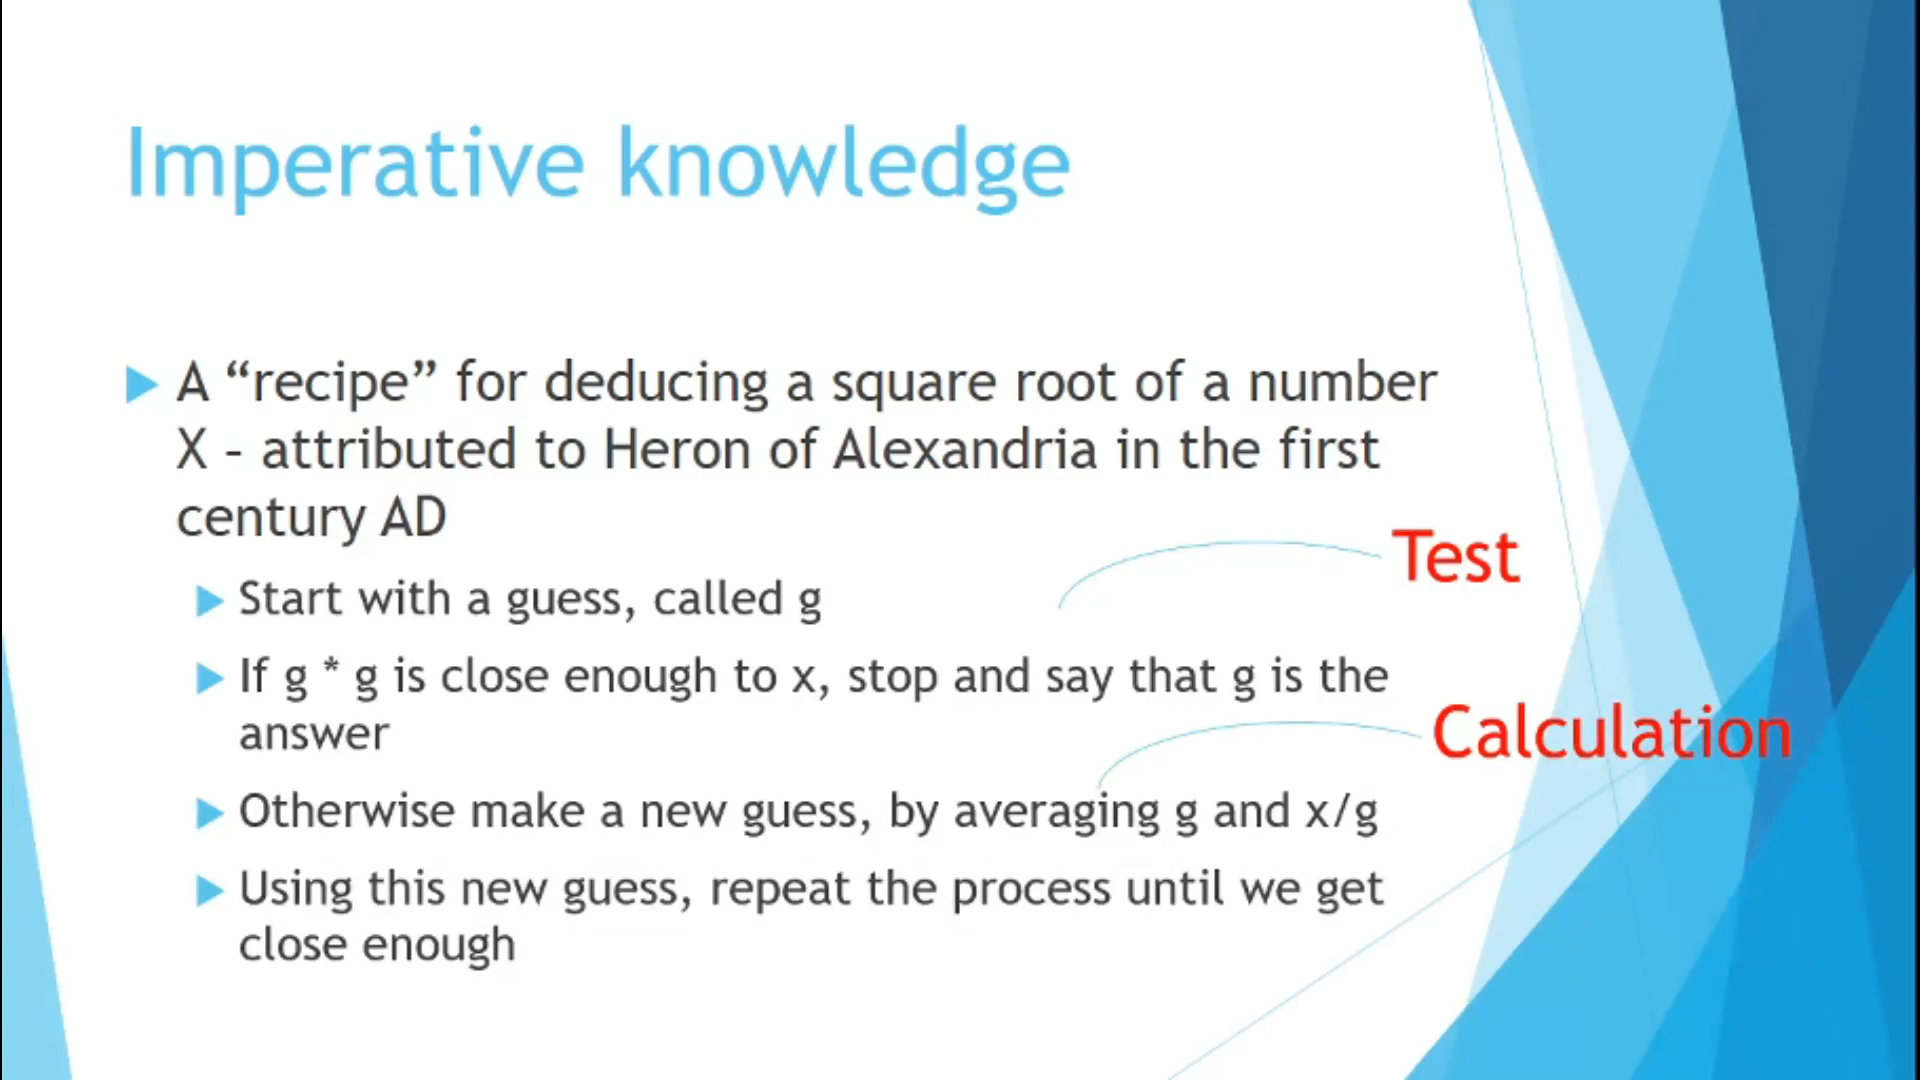 Imperative knowledge
A “recipe” for deducing a square root of a number
X – attributed to Heron of Alexandria in the first
century AD
Test
Start with a guess, called g
If g * g is close enough to x, stop and say that g is the
answer
Calculation
Otherwise make a new guess, by averaging g and x/g
Using this new guess, repeat the process until we get
close enough